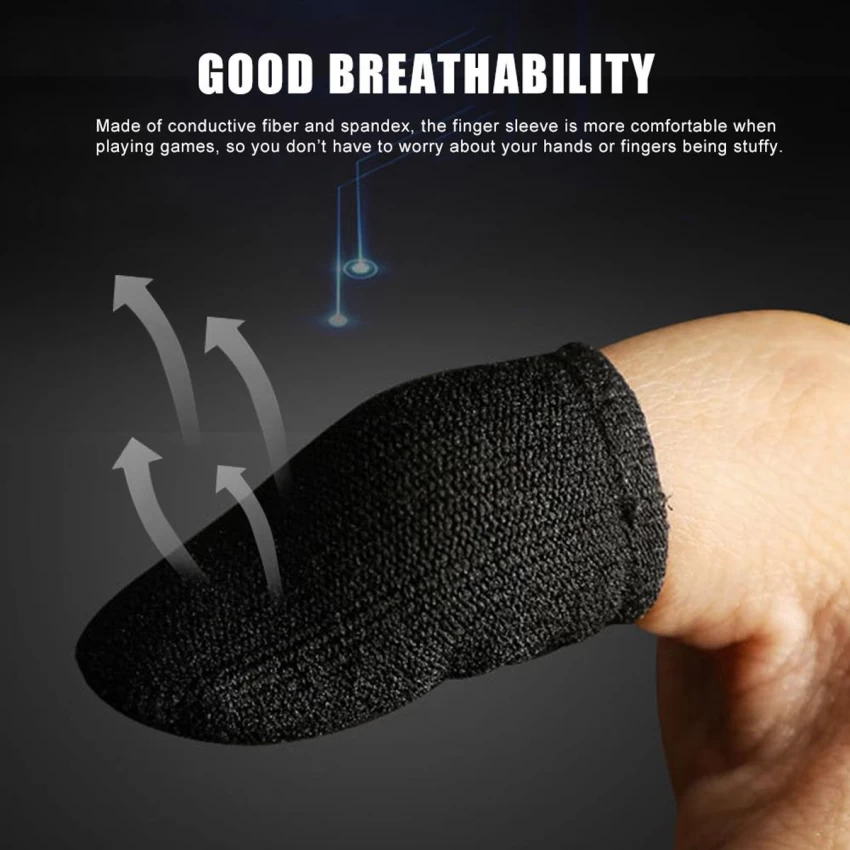 GOOD BREATHABILITY
Made of conductive fiber and spandex, the finger sleeve is more comfortable when
playing games, so you don’t have to worry about your hands or fingers being stuffy.